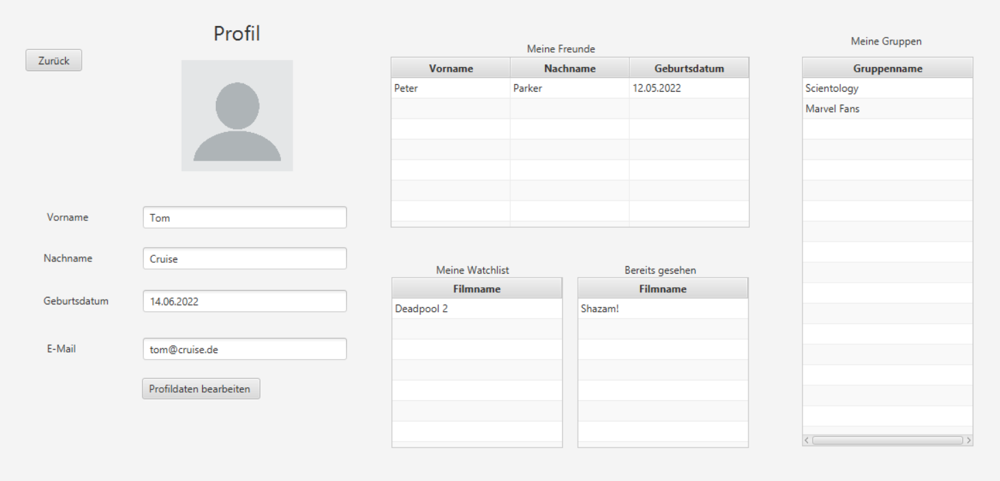 Profil
Zurück
Vorname Tom
Nachname Cruise
Geburtsdatum 14.06.2022
E-Mail tom@cruise.de
Profildaten bearbeiten
Meine Freunde
Vorname Nachname Geburtsdatum
Peter Parker 12.05.2022
Meine Watchlist
Filmname
Deadpool 2
Bereits gesehen
Filmname
Shazam!
Meine Gruppen
Gruppenname
Scientology
Marvel Fans